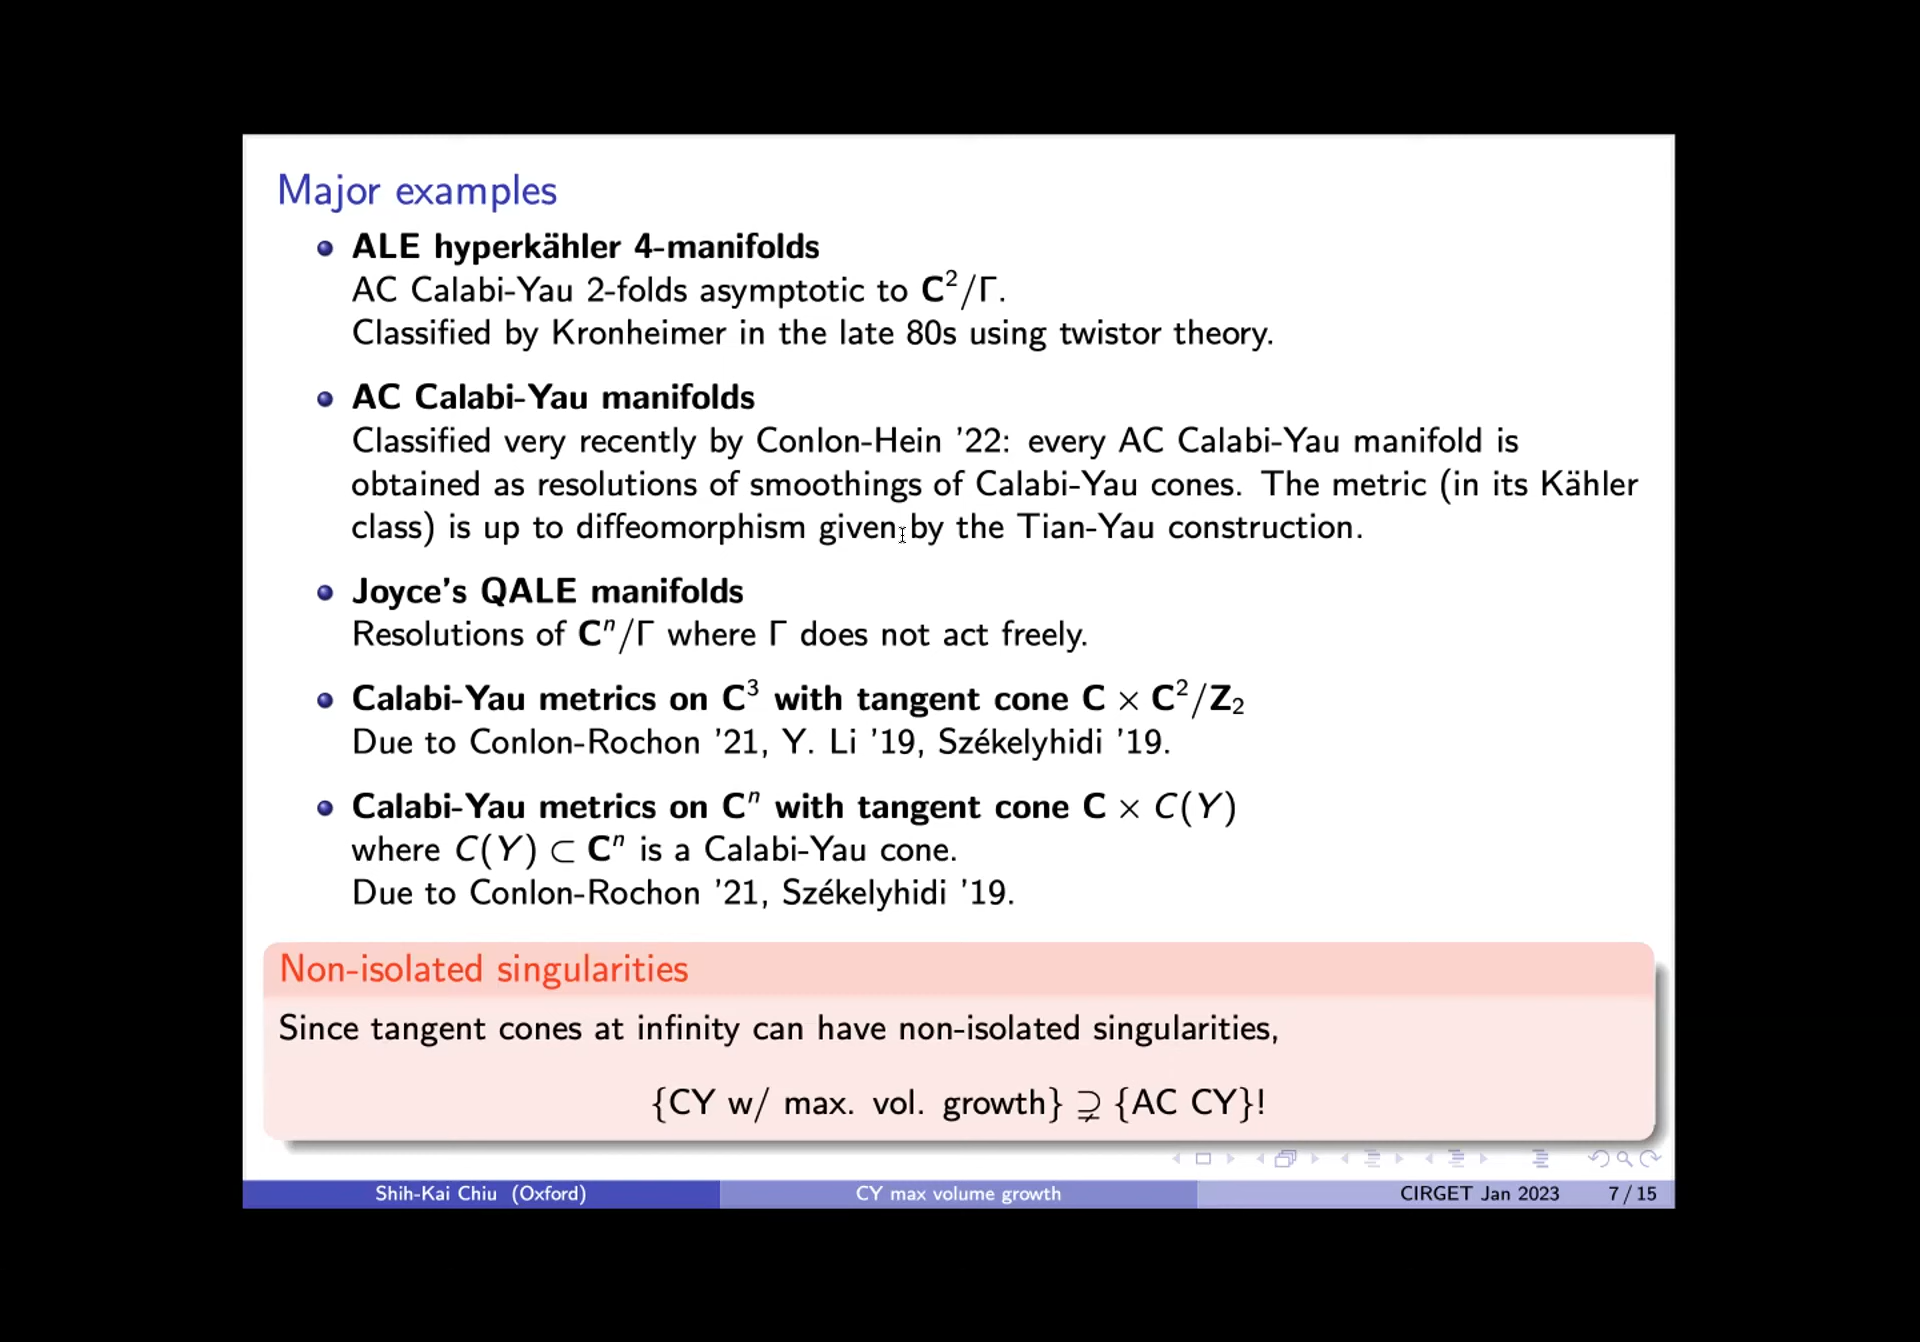 Major examples
ALE hyperkähler 4-manifolds
AC Calabi-Yau 2-folds asymptotic to C²/Γ.
Classified by Kronheimer in the late 80s using twistor theory.
AC Calabi-Yau manifolds
Classified very recently by Conlon-Hein '22: every AC Calabi-Yau manifold is
obtained as resolutions of smoothings of Calabi-Yau cones. The metric (in its Kähler
class) is up to diffeomorphism given by the Tian-Yau construction.
Joyce's QALE manifolds
Resolutions of Cⁿ/Γ where Γ does not act freely.
Calabi-Yau metrics on C³ with tangent cone C × C²/Z₂
Due to Conlon-Rochon '21, Y. Li '19, Székelyhidi '19.
Calabi-Yau metrics on Cⁿ with tangent cone C × C(Y)
where C(Y) ⊂ Cⁿ is a Calabi-Yau cone.
Due to Conlon-Rochon '21, Székelyhidi '19.
Non-isolated singularities
Since tangent cones at infinity can have non-isolated singularities,
{CY w/ max. vol. growth} ⊋ {AC CY}!
Shih-Kai Chiu (Oxford) CY max volume growth CIRGET Jan 2023 7 / 15